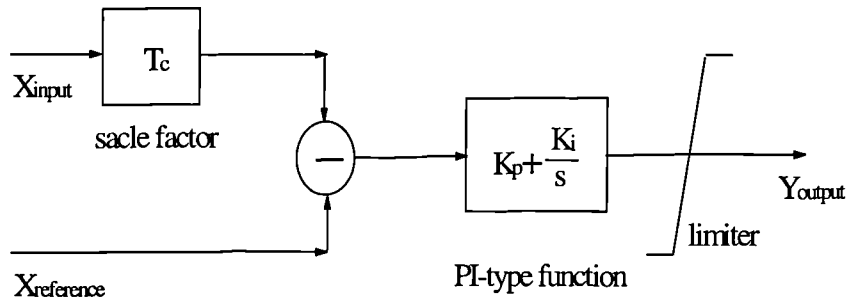 Tc
Xinput
sacle factor
−
Kp+Ki/s
Youtput
limiter
Xreference
PI-type function